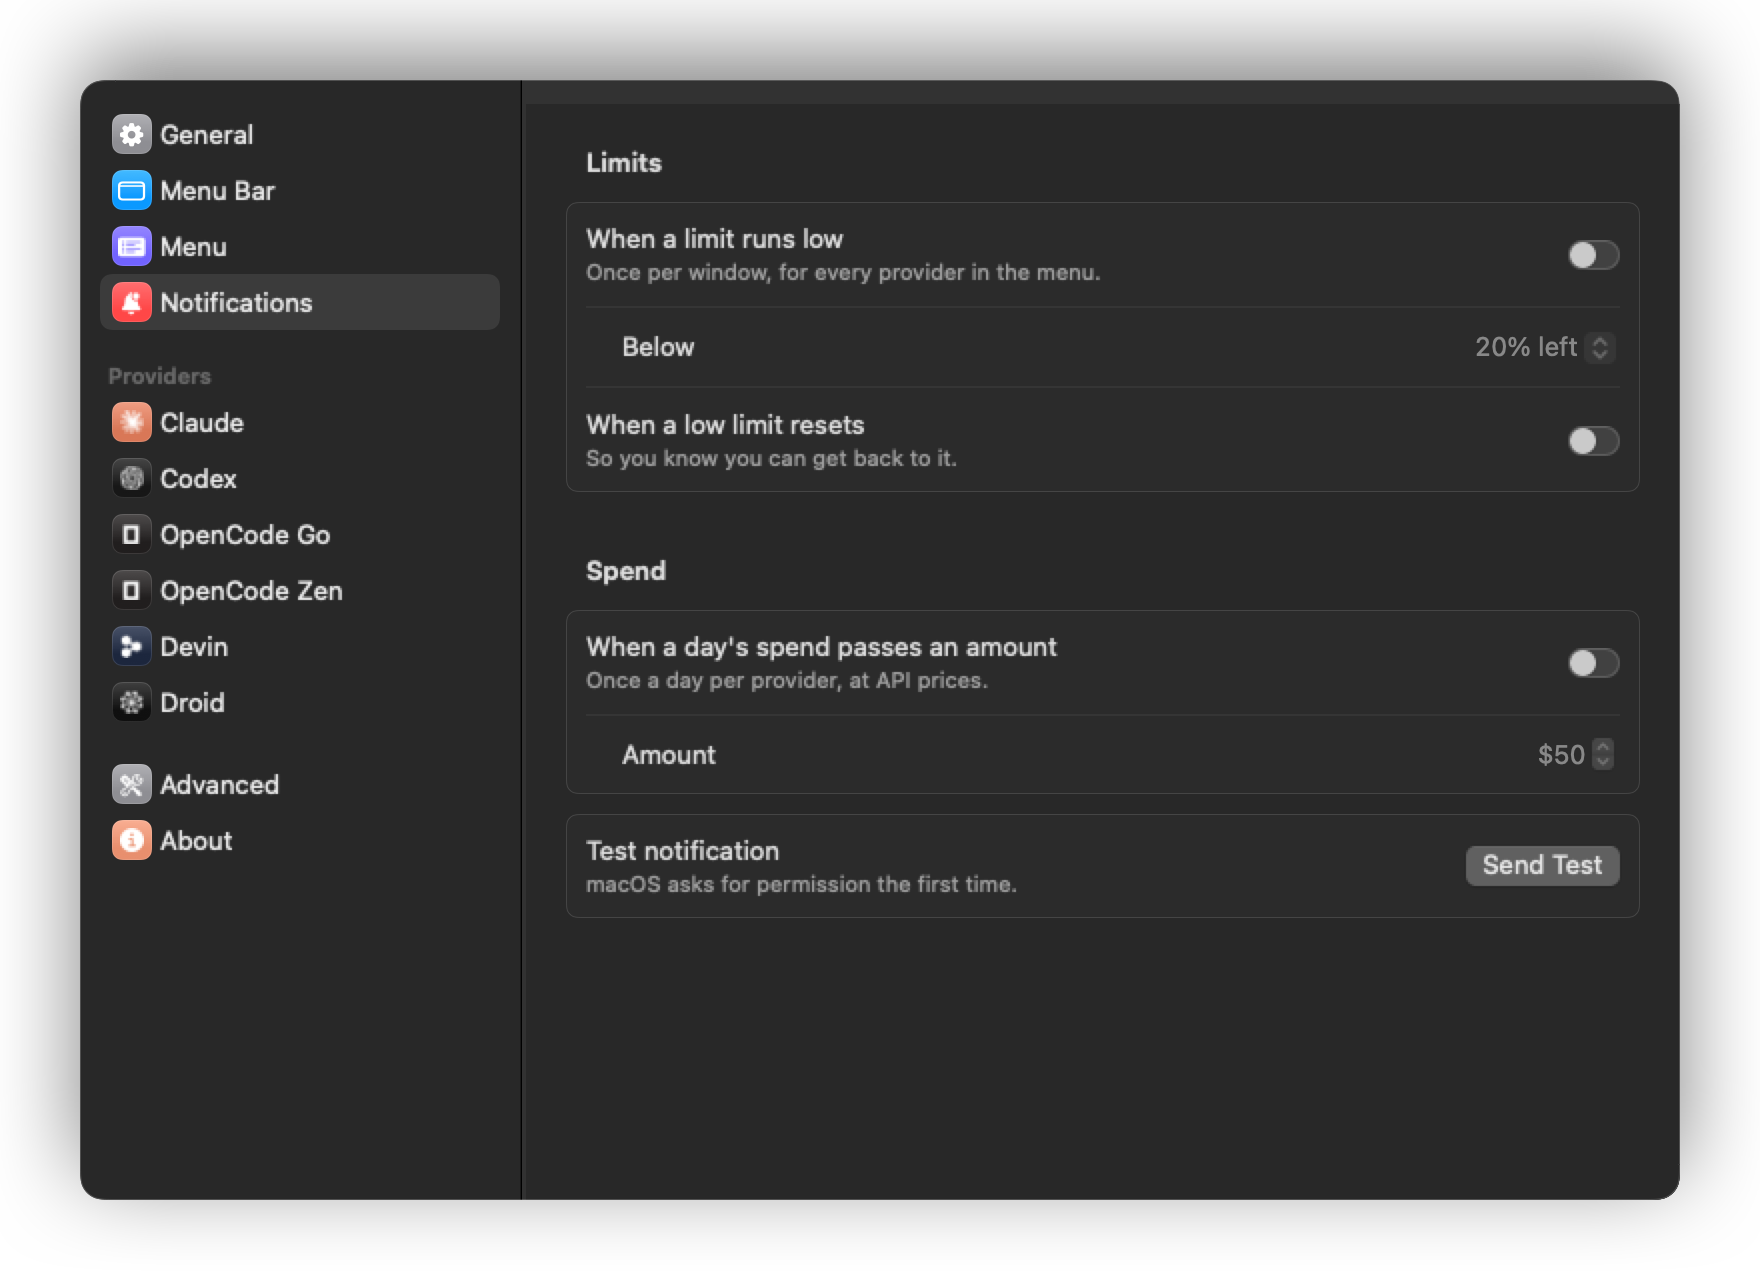 General
Menu Bar
Menu
Notifications
Providers
Claude
Codex
OpenCode Go
OpenCode Zen
Devin
Droid
Advanced
About
Limits
When a limit runs low
Once per window, for every provider in the menu.
Below
20% left
When a low limit resets
So you know you can get back to it.
Spend
When a day's spend passes an amount
Once a day per provider, at API prices.
Amount
$50
Test notification
macOS asks for permission the first time.
Send Test